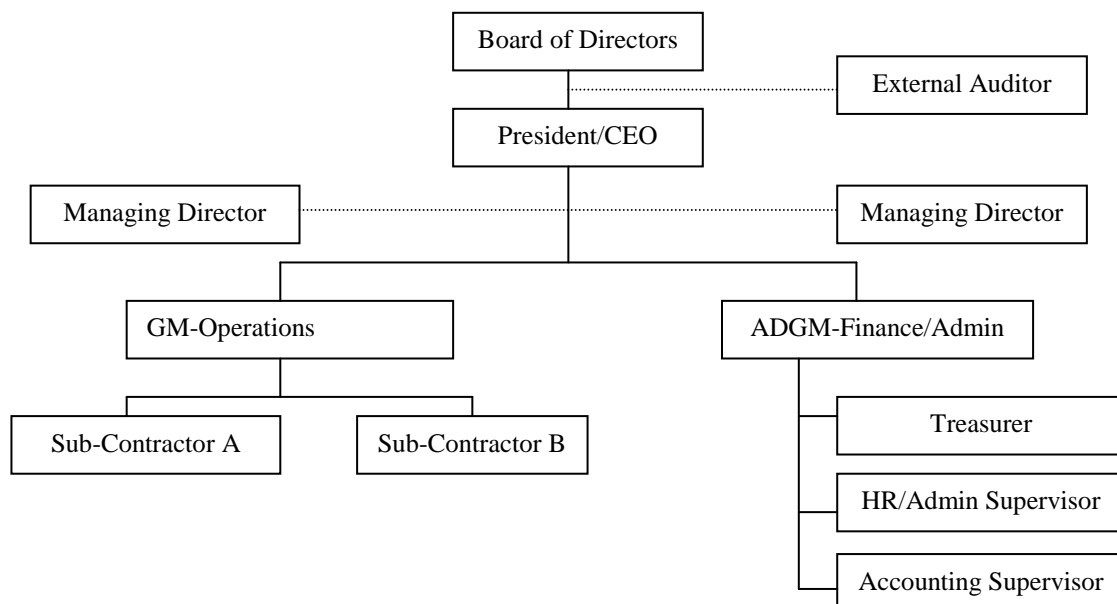 Board of Directors
External Auditor
President/CEO
Managing Director
Managing Director
GM-Operations
ADGM-Finance/Admin
Sub-Contractor A
Sub-Contractor B
Treasurer
HR/Admin Supervisor
Accounting Supervisor